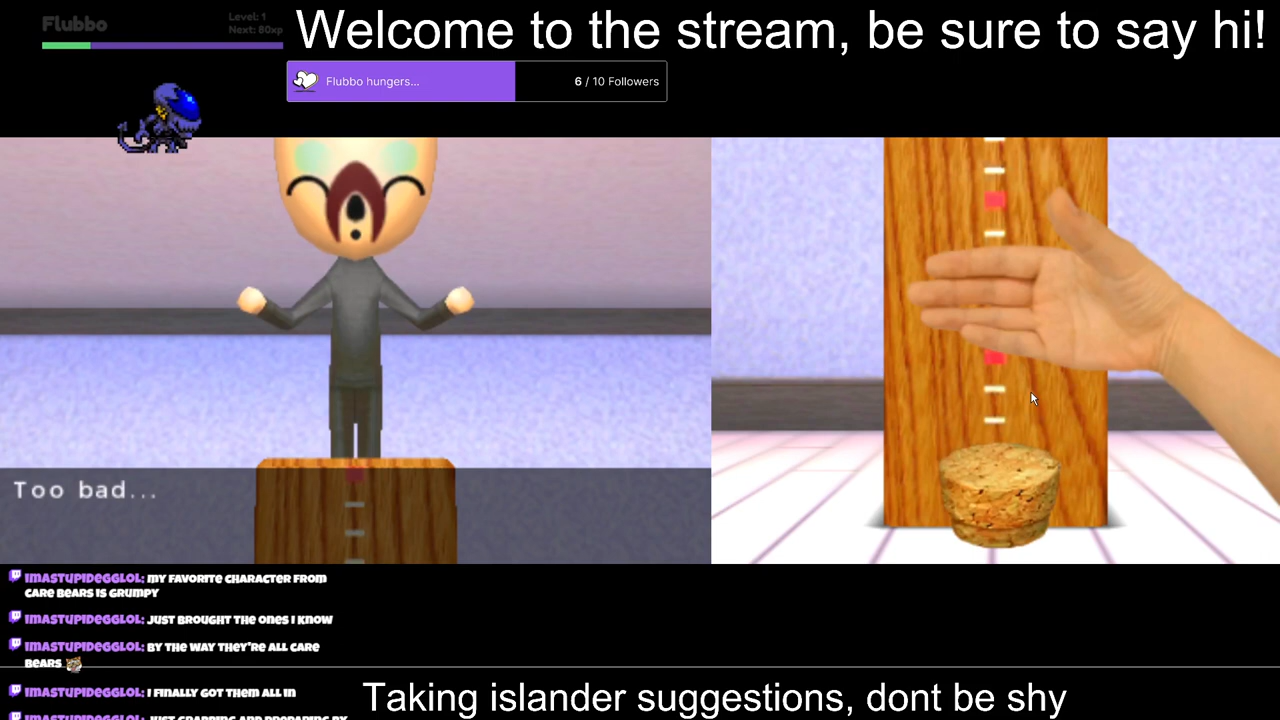 Flubbo
Level: 1
Next: 80xp
Welcome to the stream, be sure to say hi!
Flubbo hungers...
6 / 10 Followers
Too bad...
IMASTUPIDEGGLOL: MY FAVORITE CHARACTER FROM
CARE BEARS IS GRUMPY
IMASTUPIDEGGLOL: JUST BROUGHT THE ONES I KNOW
IMASTUPIDEGGLOL: BY THE WAY THEY'RE ALL CARE
BEARS
IMASTUPIDEGGLOL: I FINALLY GOT THEM ALL IN
Taking islander suggestions, dont be shy